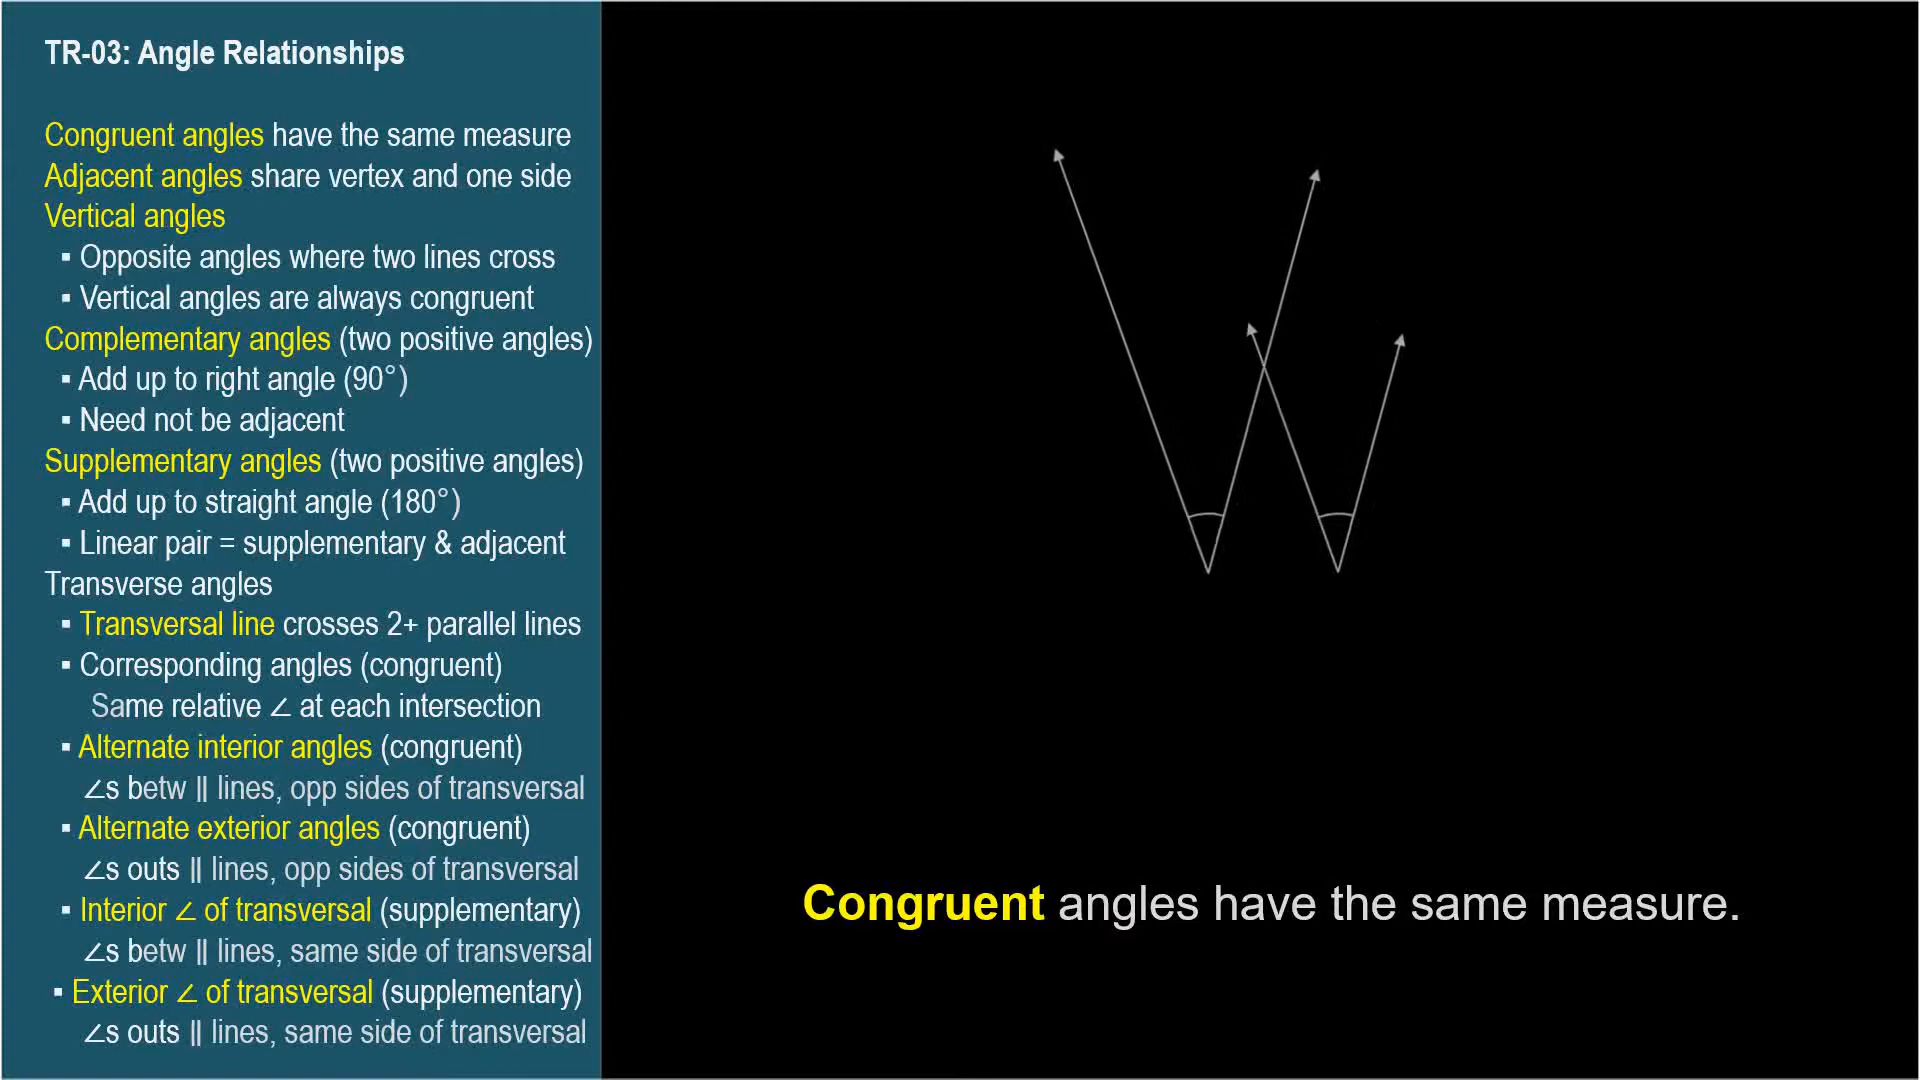 TR-03: Angle Relationships
Congruent angles have the same measure
Adjacent angles share vertex and one side
Vertical angles
▪ Opposite angles where two lines cross
▪ Vertical angles are always congruent
Complementary angles (two positive angles)
▪ Add up to right angle (90°)
▪ Need not be adjacent
Supplementary angles (two positive angles)
▪ Add up to straight angle (180°)
▪ Linear pair = supplementary & adjacent
Transverse angles
▪ Transversal line crosses 2+ parallel lines
▪ Corresponding angles (congruent)
Same relative ∠ at each intersection
▪ Alternate interior angles (congruent)
∠s betw ∥ lines, opp sides of transversal
▪ Alternate exterior angles (congruent)
∠s outs ∥ lines, opp sides of transversal
▪ Interior ∠ of transversal (supplementary)
∠s betw ∥ lines, same side of transversal
▪ Exterior ∠ of transversal (supplementary)
∠s outs ∥ lines, same side of transversal
Congruent angles have the same measure.